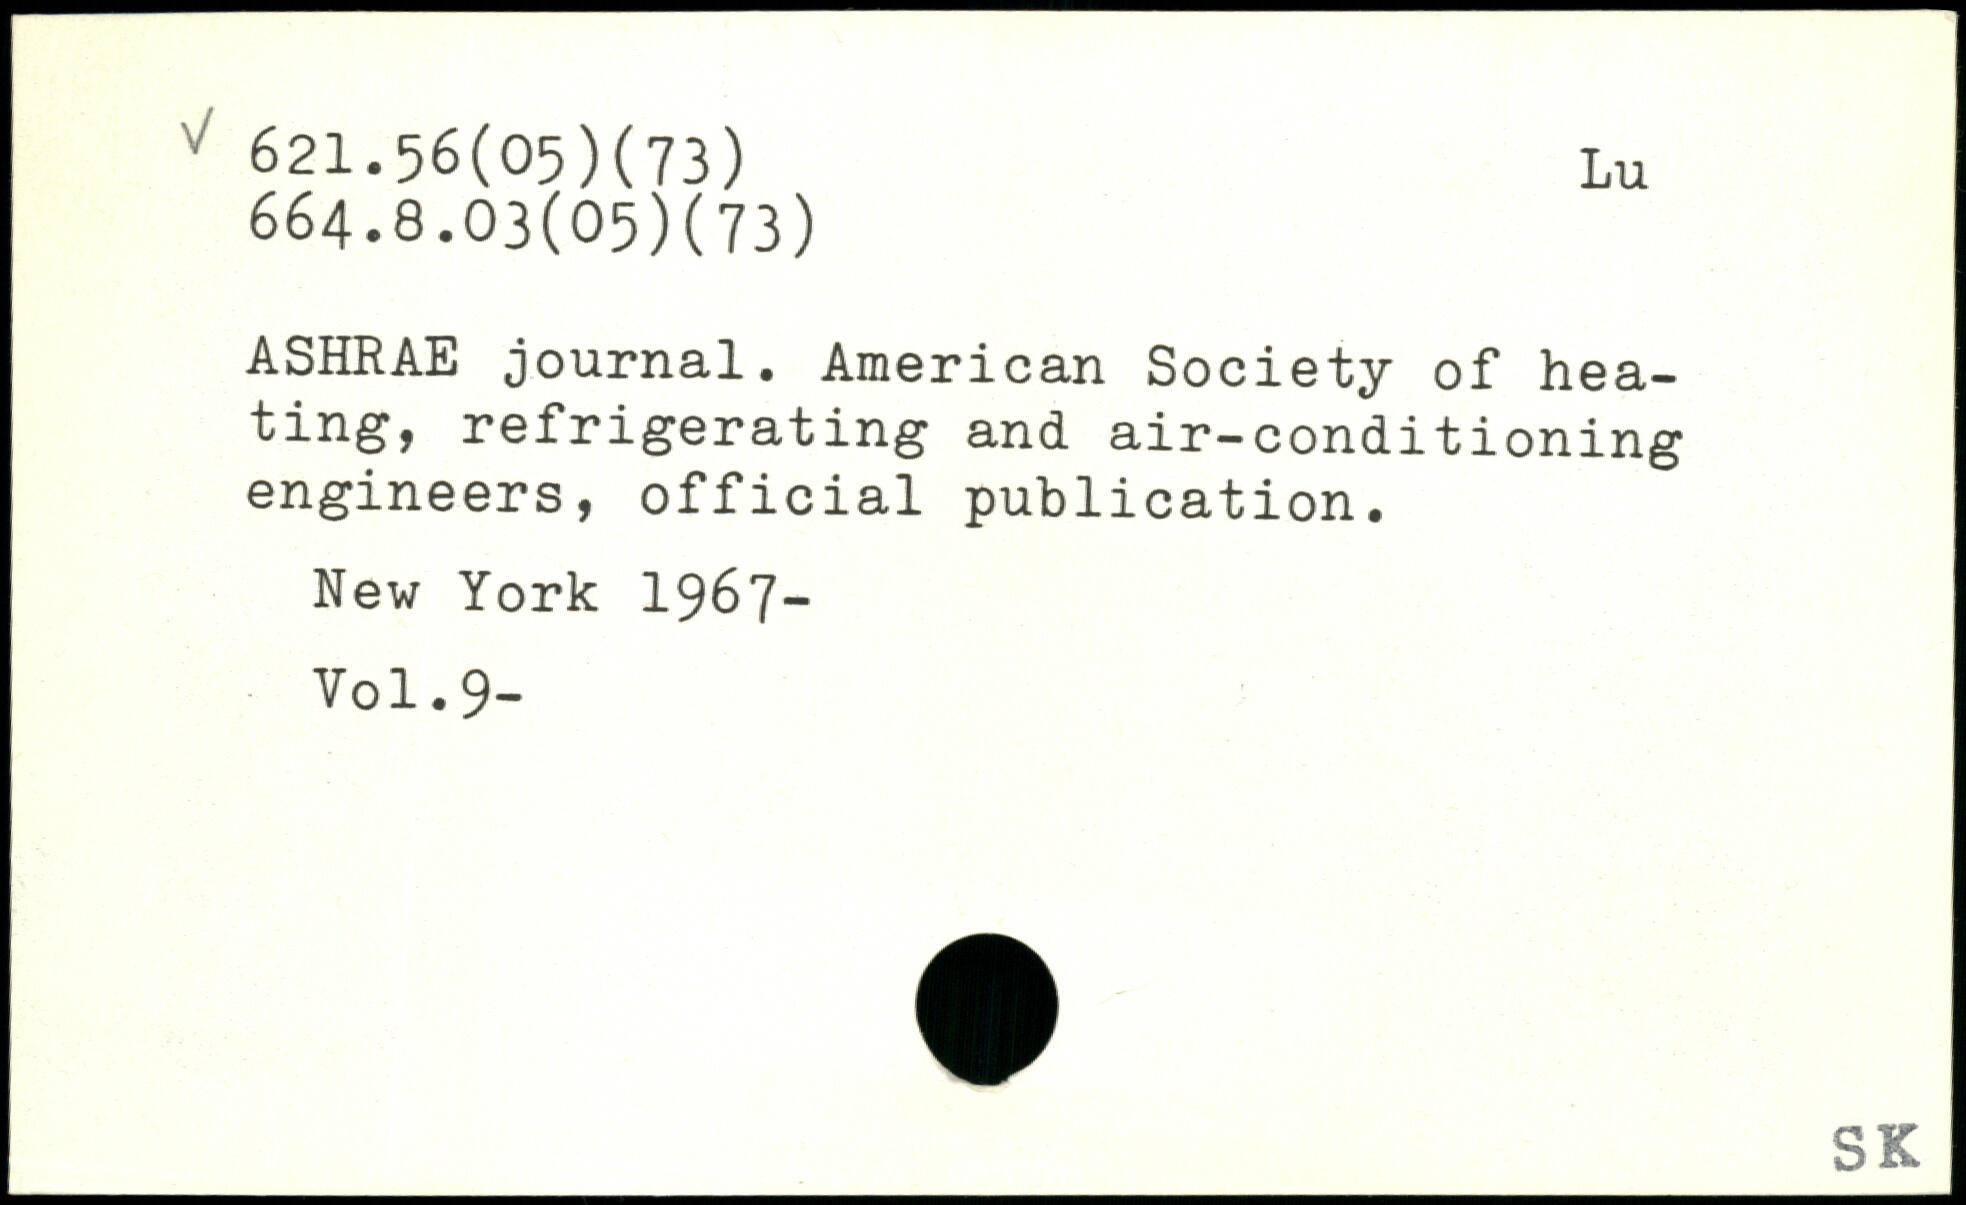 √ 621.56(05)(73)
Lu
664.8.03(05)(73)
ASHRAE journal. American Society of hea-
ting, refrigerating and air-conditioning
engineers, official publication.
New York 1967-
Vol.9-
SK